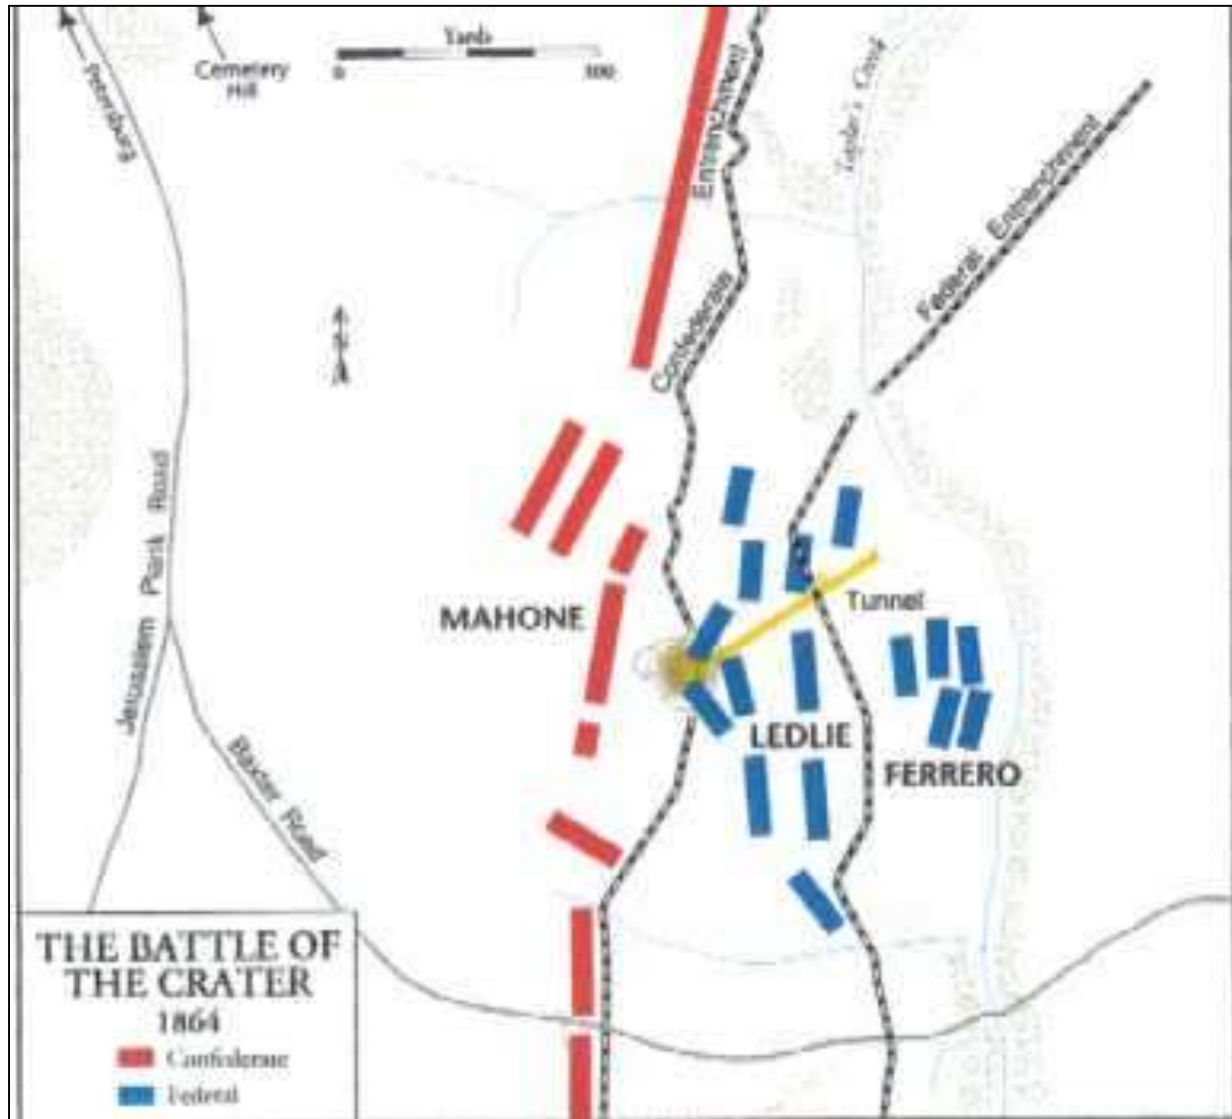 Yards
0 300
Cemetery
Hill
Petersburg
Entrenchment
Confederate
Taylor's Creek
Federal Entrenchment
N
Jerusalem Plank Road
MAHONE
Tunnel
LEDLIE
FERRERO
Baxter Road
THE BATTLE OF
THE CRATER
1864
Confederate
Federal